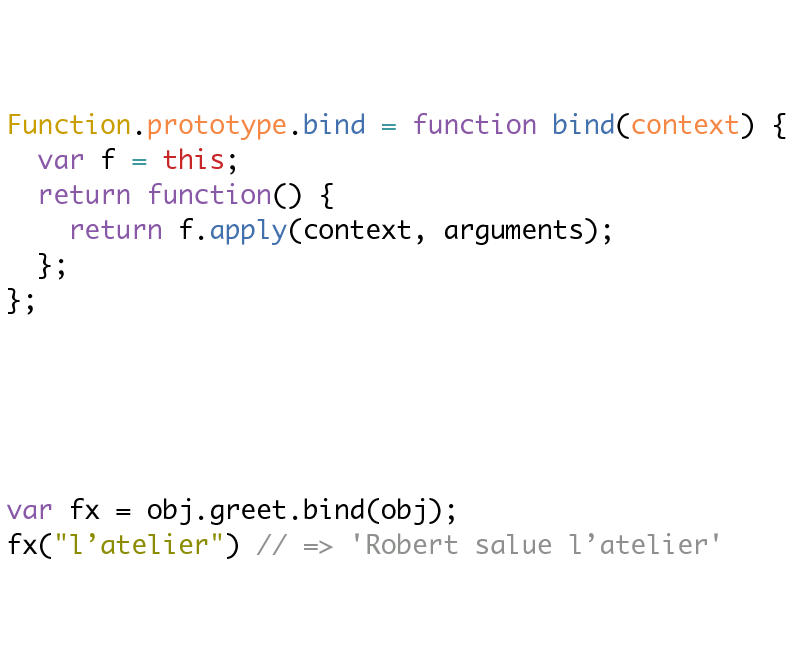 Function.prototype.bind = function bind(context) {
  var f = this;
  return function() {
    return f.apply(context, arguments);
  };
};
var fx = obj.greet.bind(obj);
fx("l’atelier") // => 'Robert salue l’atelier'